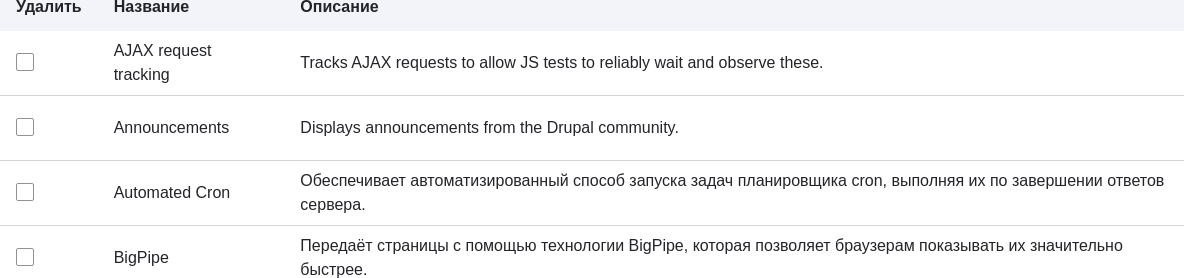 Удалить Название Описание
AJAX request
tracking
Tracks AJAX requests to allow JS tests to reliably wait and observe these.
Announcements
Displays announcements from the Drupal community.
Automated Cron
Обеспечивает автоматизированный способ запуска задач планировщика cron, выполняя их по завершении ответов
сервера.
BigPipe
Передаёт страницы с помощью технологии BigPipe, которая позволяет браузерам показывать их значительно
быстрее.